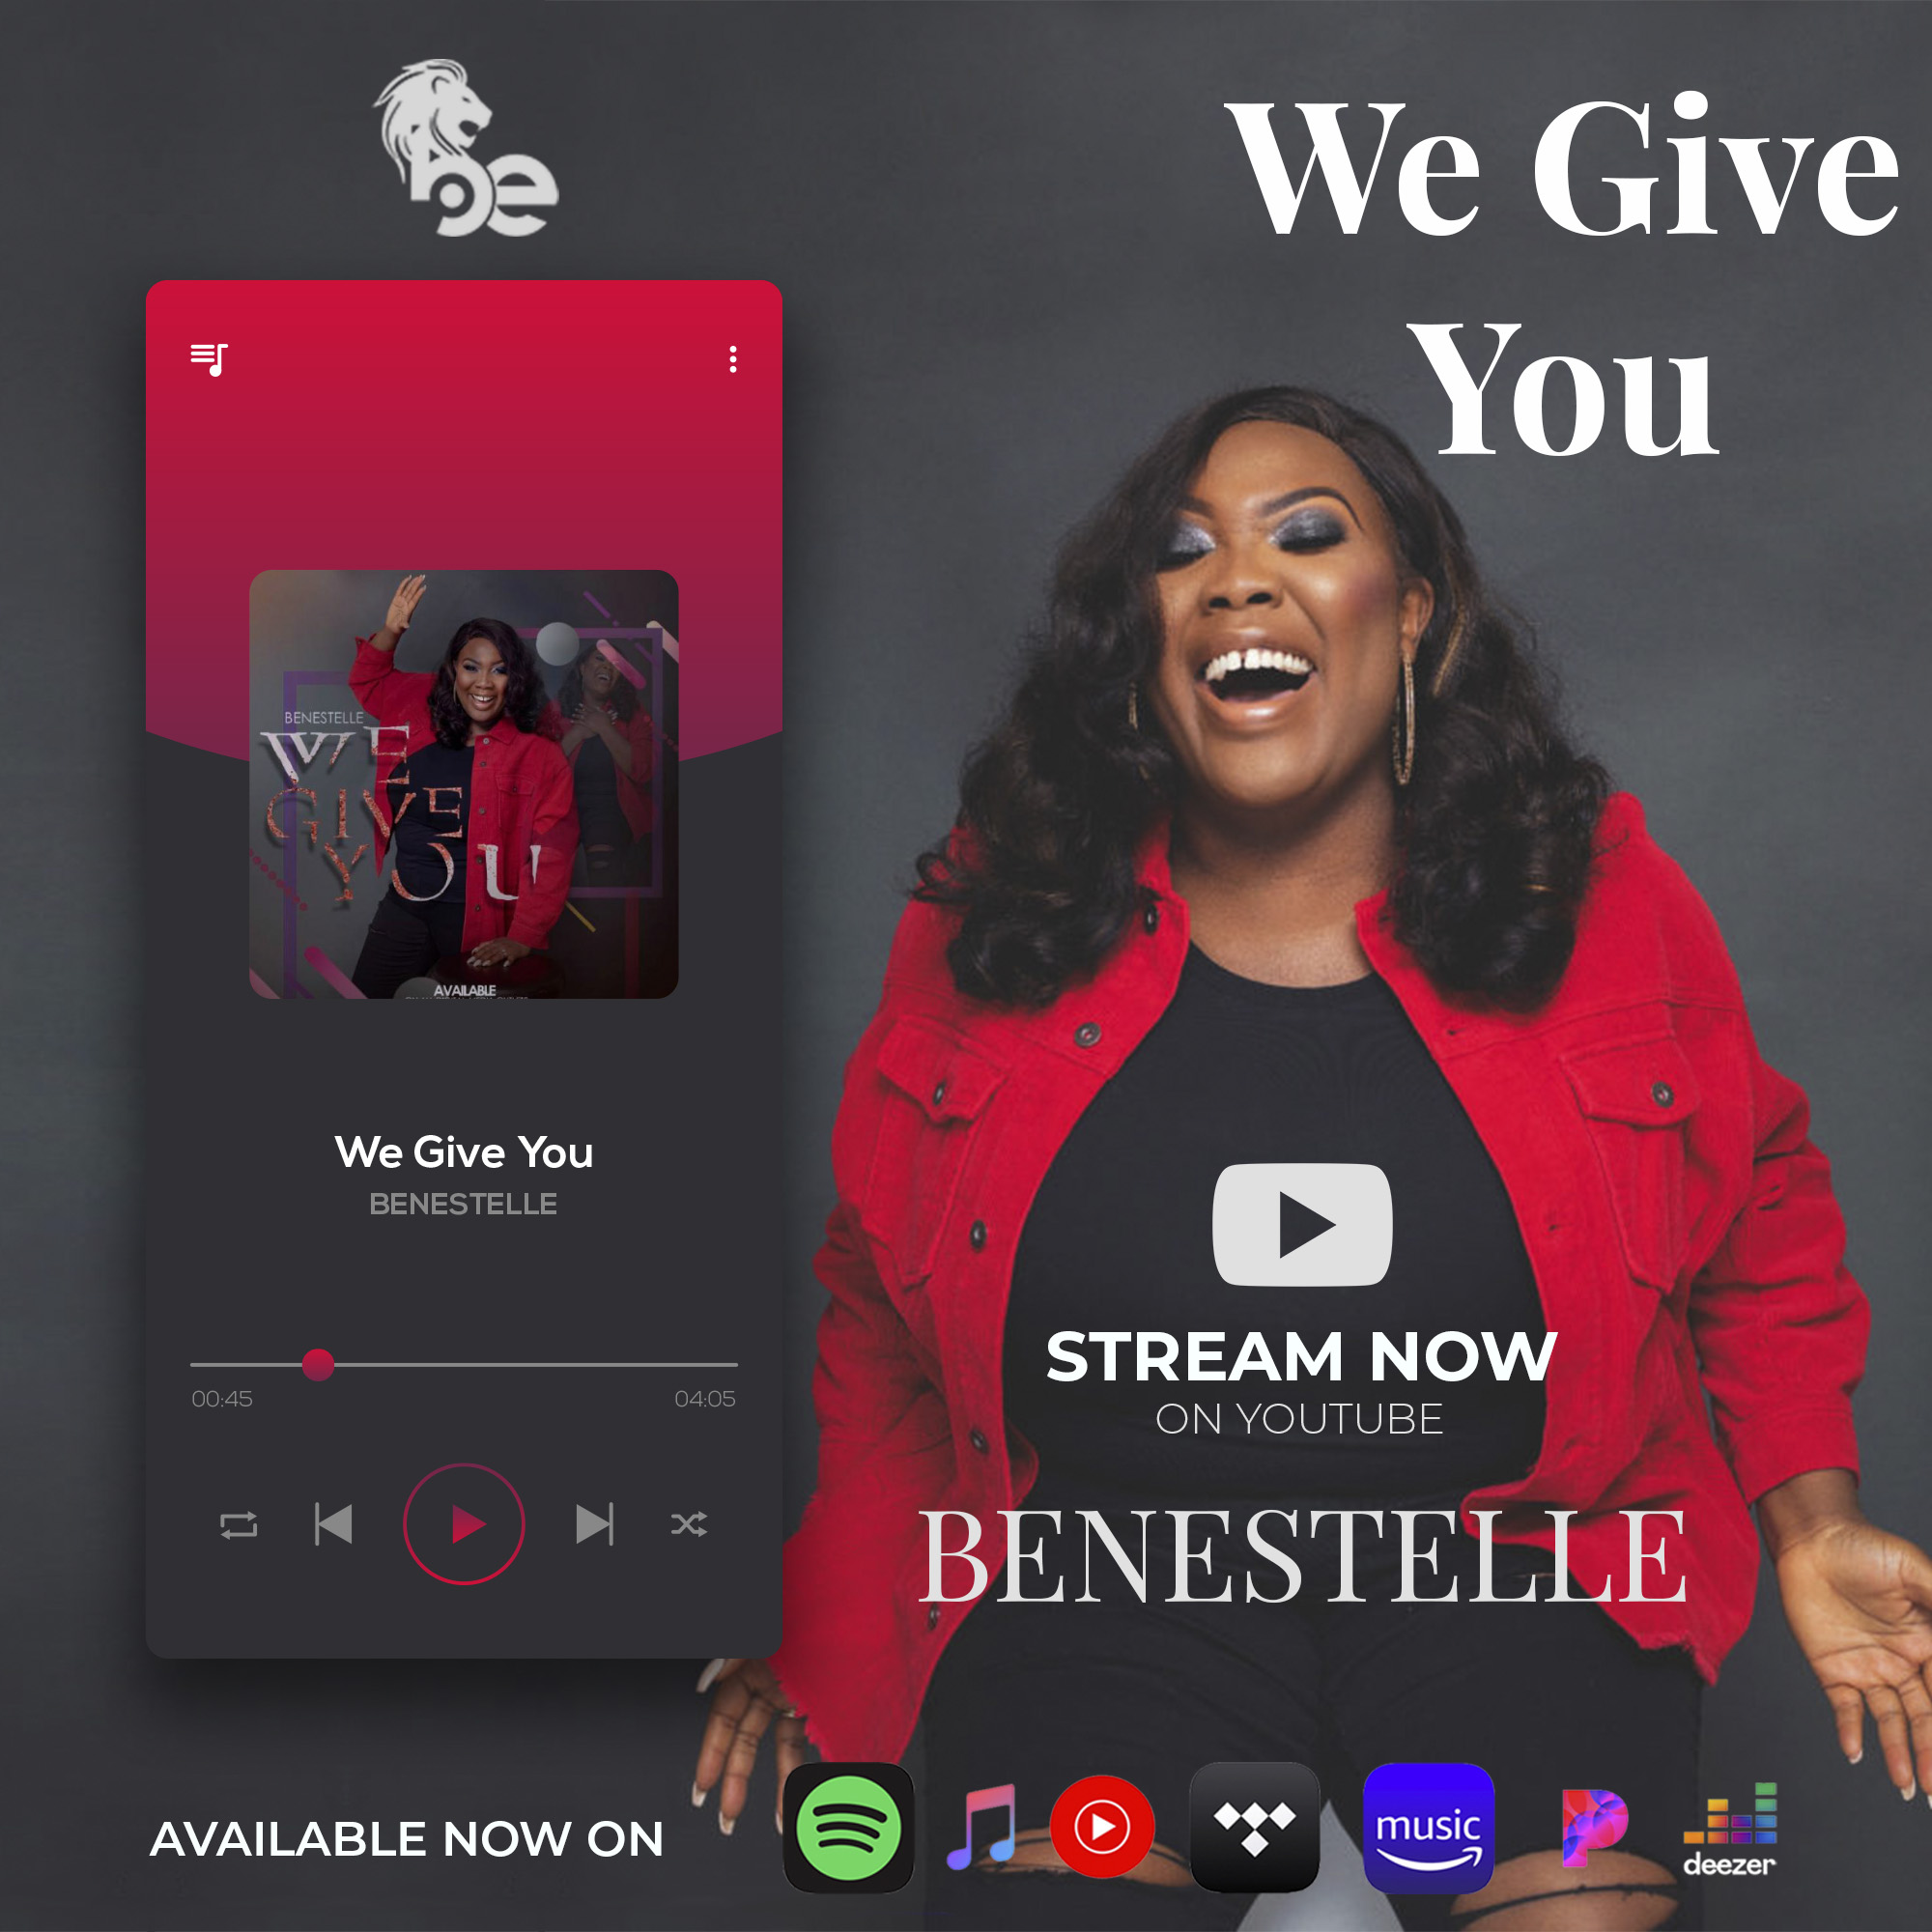 be
We Give
You
BENESTELLE
WE
GIVE
YOU
AVAILABLE
We Give You
BENESTELLE
00:45
04:05
STREAM NOW
ON YOUTUBE
BENESTELLE
AVAILABLE NOW ON
music
deezer